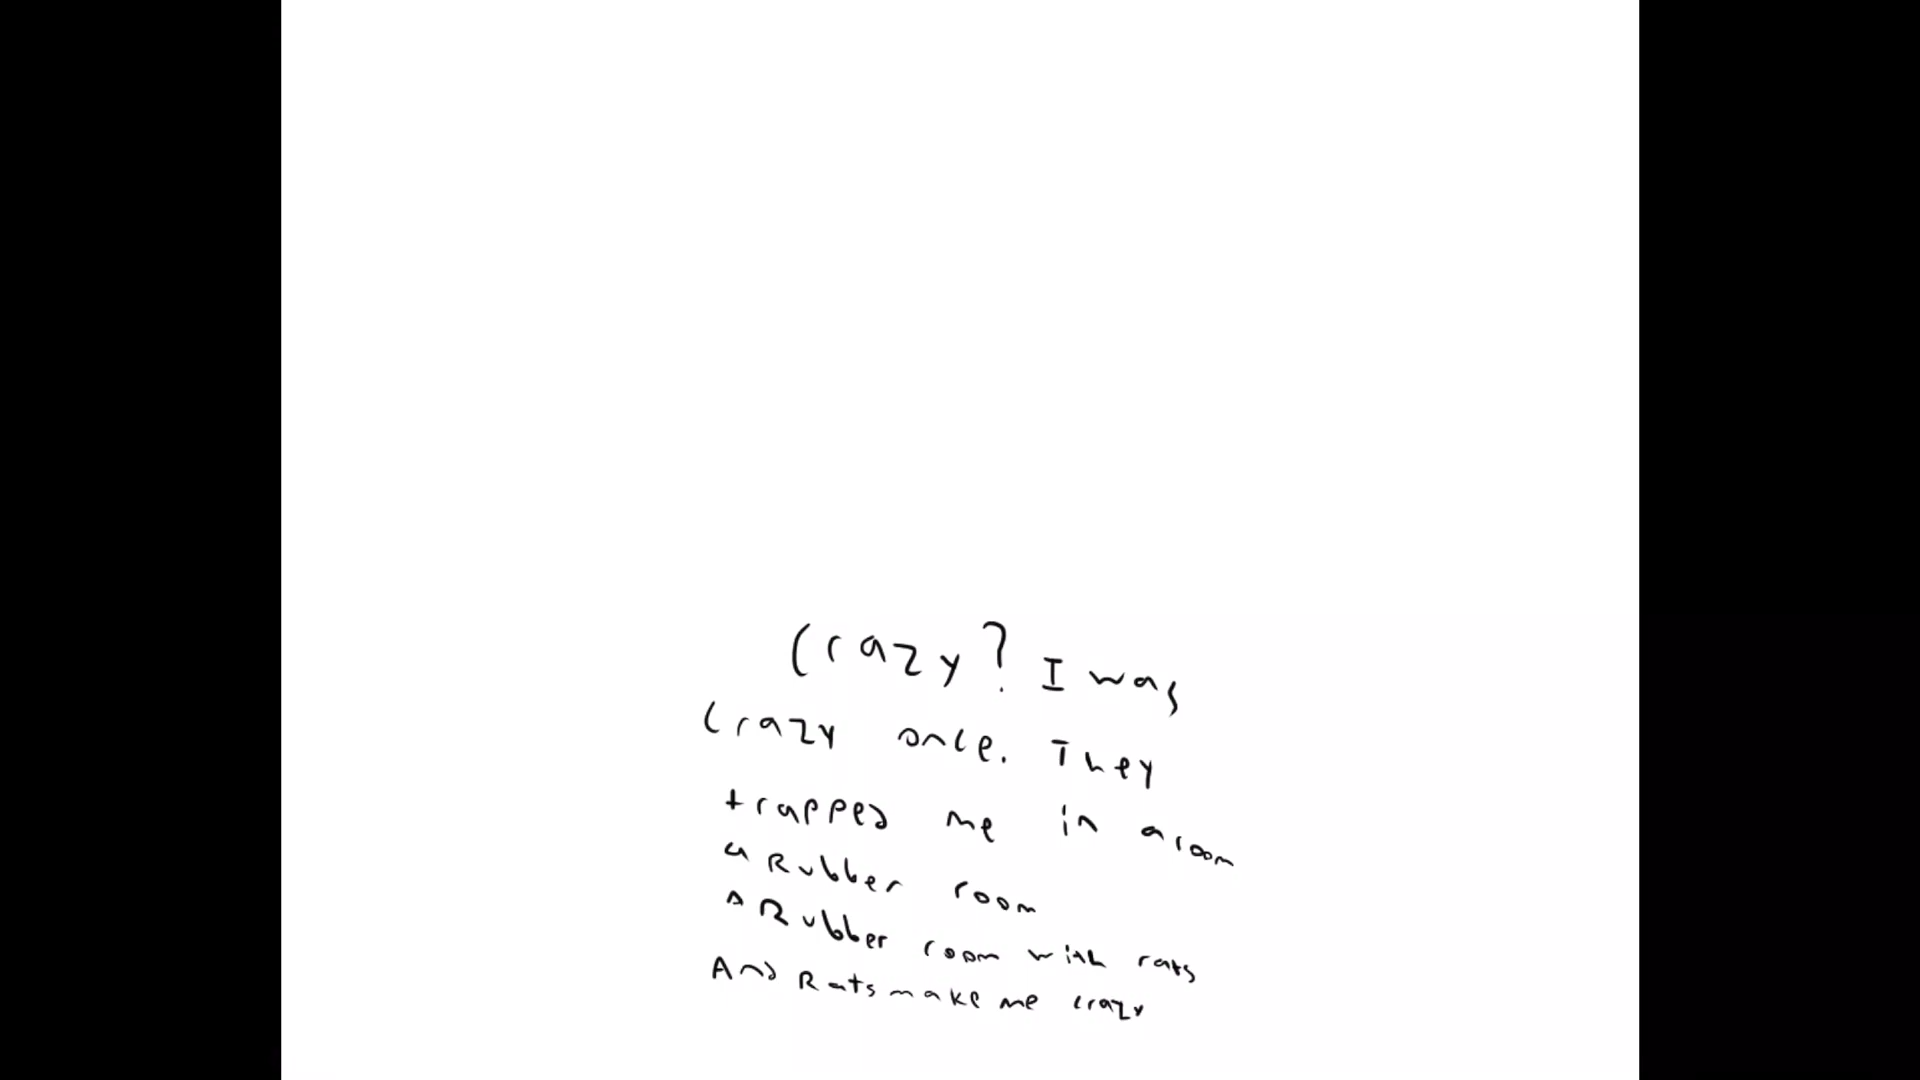 Crazy? I was
Crazy once. They
trapped me in a room
a Rubber room
A Rubber room with rats
And Rats make me crazy